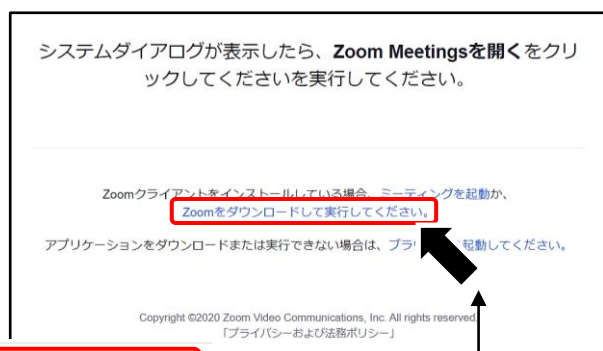 システムダイアログが表示したら、Zoom Meetingsを開くをクリ
ックしてくださいを実行してください。
Zoomクライアントをインストールしている場合、ミーティングを起動か、
Zoomをダウンロードして実行してください。
アプリケーションをダウンロードまたは実行できない場合は、ブラ 起動してください。
Copyright ©2020 Zoom Video Communications, Inc. All rights reserved.
「プライバシーおよび法務ポリシー」